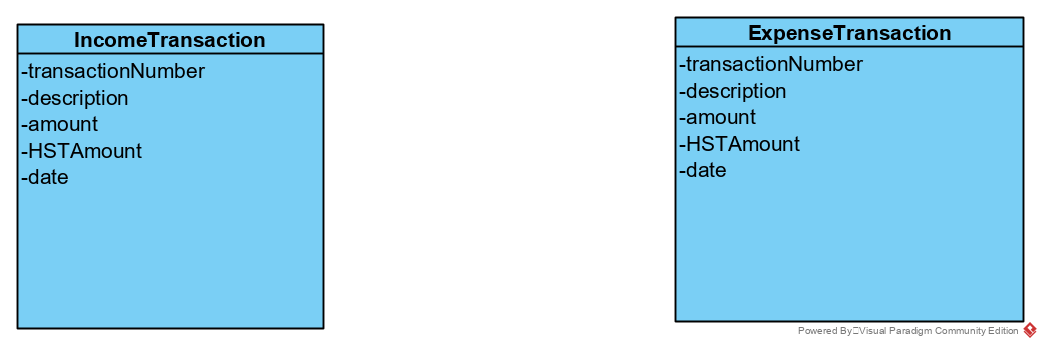 IncomeTransaction
-transactionNumber
-description
-amount
-HSTAmount
-date
ExpenseTransaction
-transactionNumber
-description
-amount
-HSTAmount
-date
Powered By Visual Paradigm Community Edition